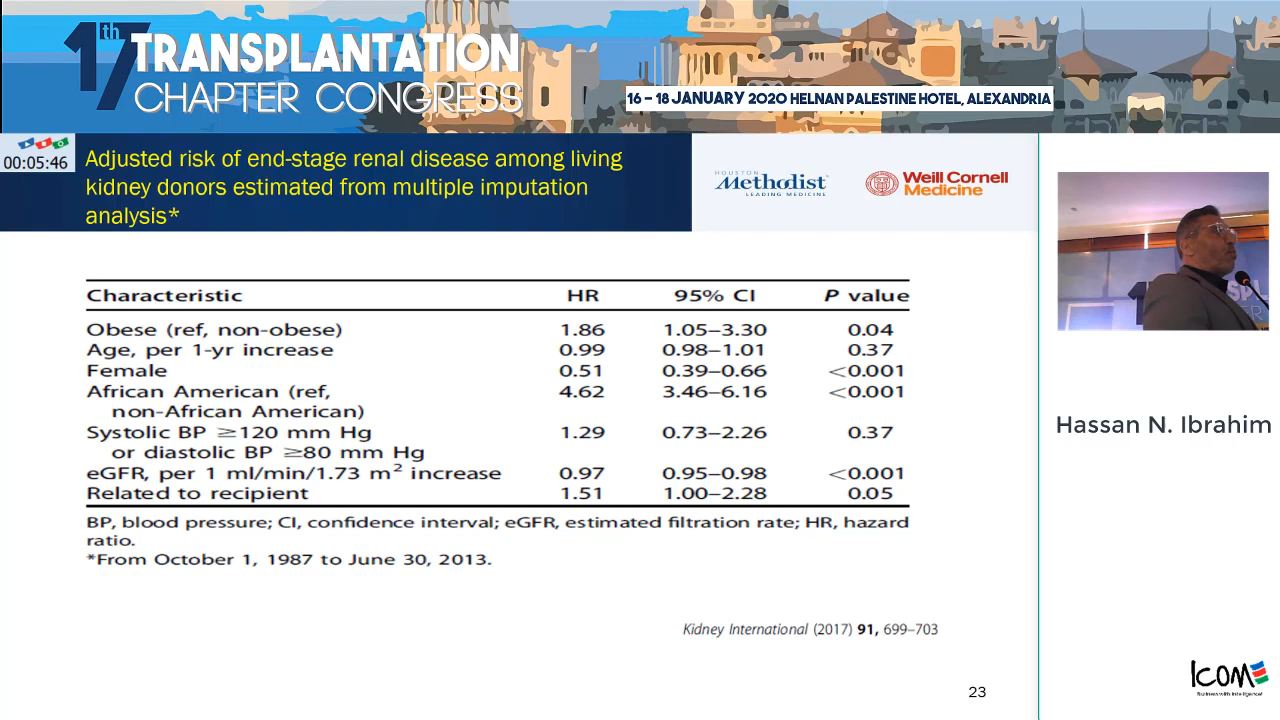 17th TRANSPLANTATION
CHAPTER CONGRESS
16 – 18 JANUARY 2020 HELNAN PALESTINE HOTEL, ALEXANDRIA
00:05:46
Adjusted risk of end-stage renal disease among living
kidney donors estimated from multiple imputation
analysis*
HOUSTON
Methodist
LEADING MEDICINE
Weill Cornell
Medicine
Characteristic HR 95% CI P value
Obese (ref, non-obese) 1.86 1.05–3.30 0.04
Age, per 1-yr increase 0.99 0.98–1.01 0.37
Female 0.51 0.39–0.66 <0.001
African American (ref, 4.62 3.46–6.16 <0.001
non-African American)
Systolic BP ≥120 mm Hg 1.29 0.73–2.26 0.37
or diastolic BP ≥80 mm Hg
eGFR, per 1 ml/min/1.73 m² increase 0.97 0.95–0.98 <0.001
Related to recipient 1.51 1.00–2.28 0.05
BP, blood pressure; CI, confidence interval; eGFR, estimated filtration rate; HR, hazard
ratio.
*From October 1, 1987 to June 30, 2013.
Kidney International (2017) 91, 699–703
23
Hassan N. Ibrahim
ICOME
Business with Intelligence!